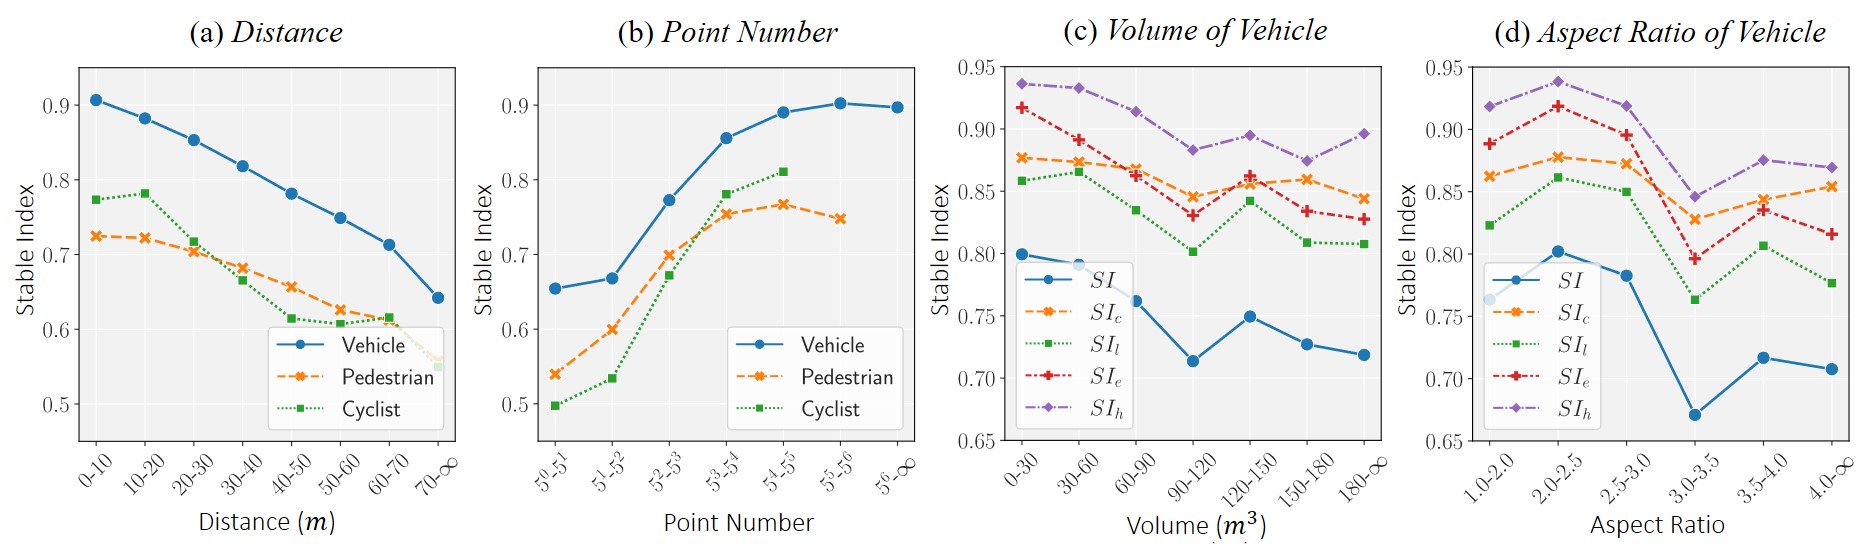 (a) Distance
Stable Index
0.9
0.8
0.7
0.6
0.5
Vehicle
Pedestrian
Cyclist
0-10
10-20
20-30
30-40
40-50
50-60
60-70
70-∞
Distance (m)
(b) Point Number
Stable Index
0.9
0.8
0.7
0.6
0.5
Vehicle
Pedestrian
Cyclist
5⁰-5¹
5¹-5²
5²-5³
5³-5⁴
5⁴-5⁵
5⁵-5⁶
5⁶-∞
Point Number
(c) Volume of Vehicle
Stable Index
0.95
0.90
0.85
0.80
0.75
0.70
0.65
SI
SI_c
SI_l
SI_e
SI_h
0-30
30-60
60-90
90-120
120-150
150-180
180-∞
Volume (m³)
(d) Aspect Ratio of Vehicle
Stable Index
0.95
0.90
0.85
0.80
0.75
0.70
0.65
SI
SI_c
SI_l
SI_e
SI_h
1.0-2.0
2.0-2.5
2.5-3.0
3.0-3.5
3.5-4.0
4.0-∞
Aspect Ratio